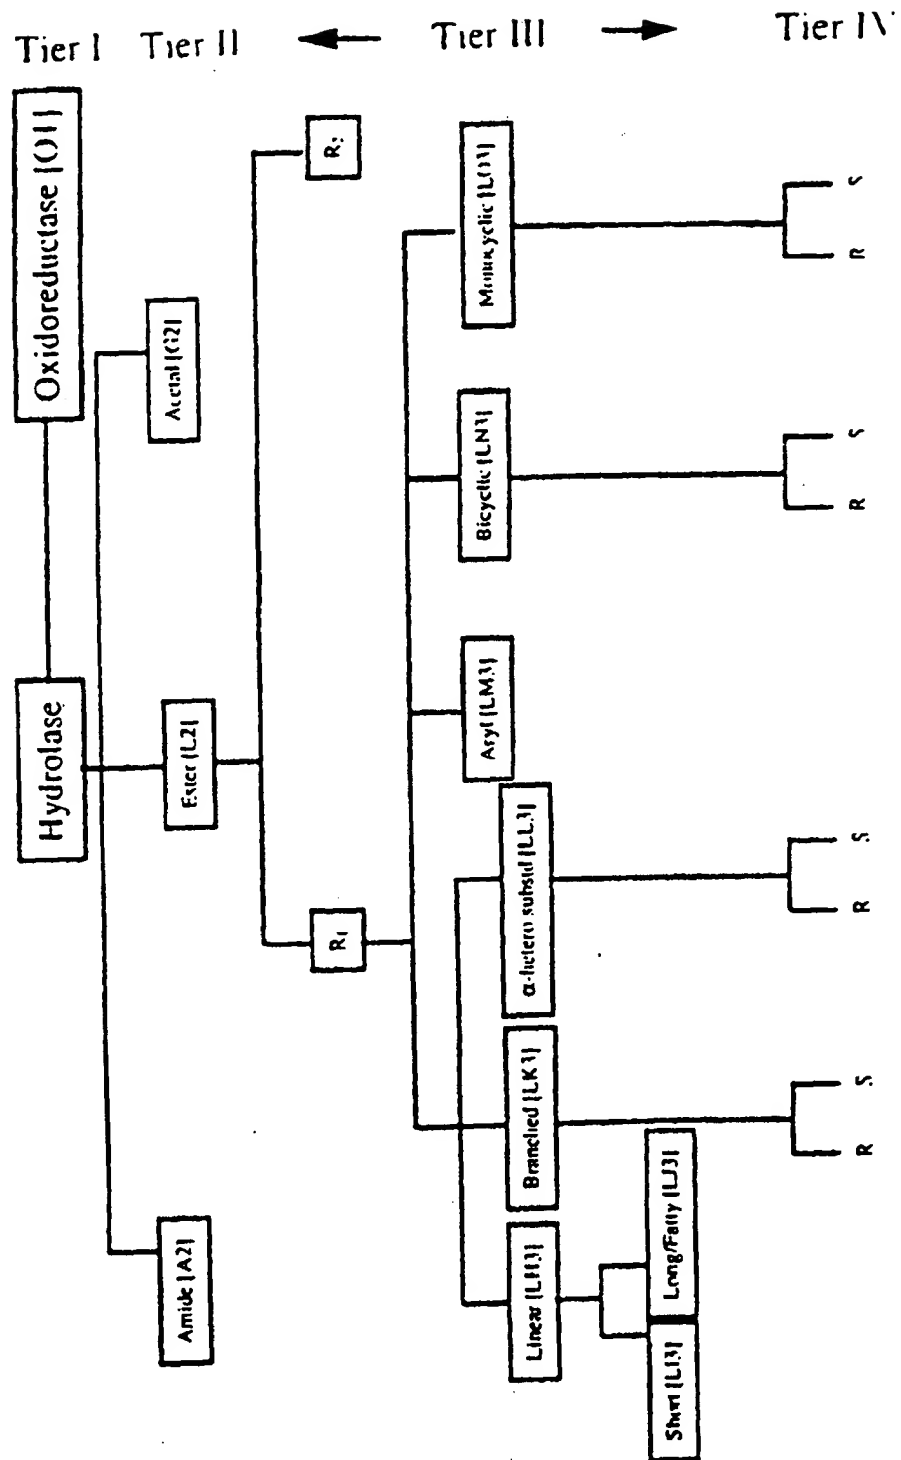 Tier I
Tier II
Tier III
Tier IV
Hydrolase
Oxidoreductase [O1]
Amide [A2]
Ester [L2]
Acetal [G2]
R1
R2
Linear [LH3]
Branched [LK3]
α-hetero subst'd [LL3]
Aryl [LM3]
Bicyclic [LN3]
Monocyclic [LO3]
Short [LI3]
Long/Fatty [LJ3]
R
S
R
S
R
S
R
S